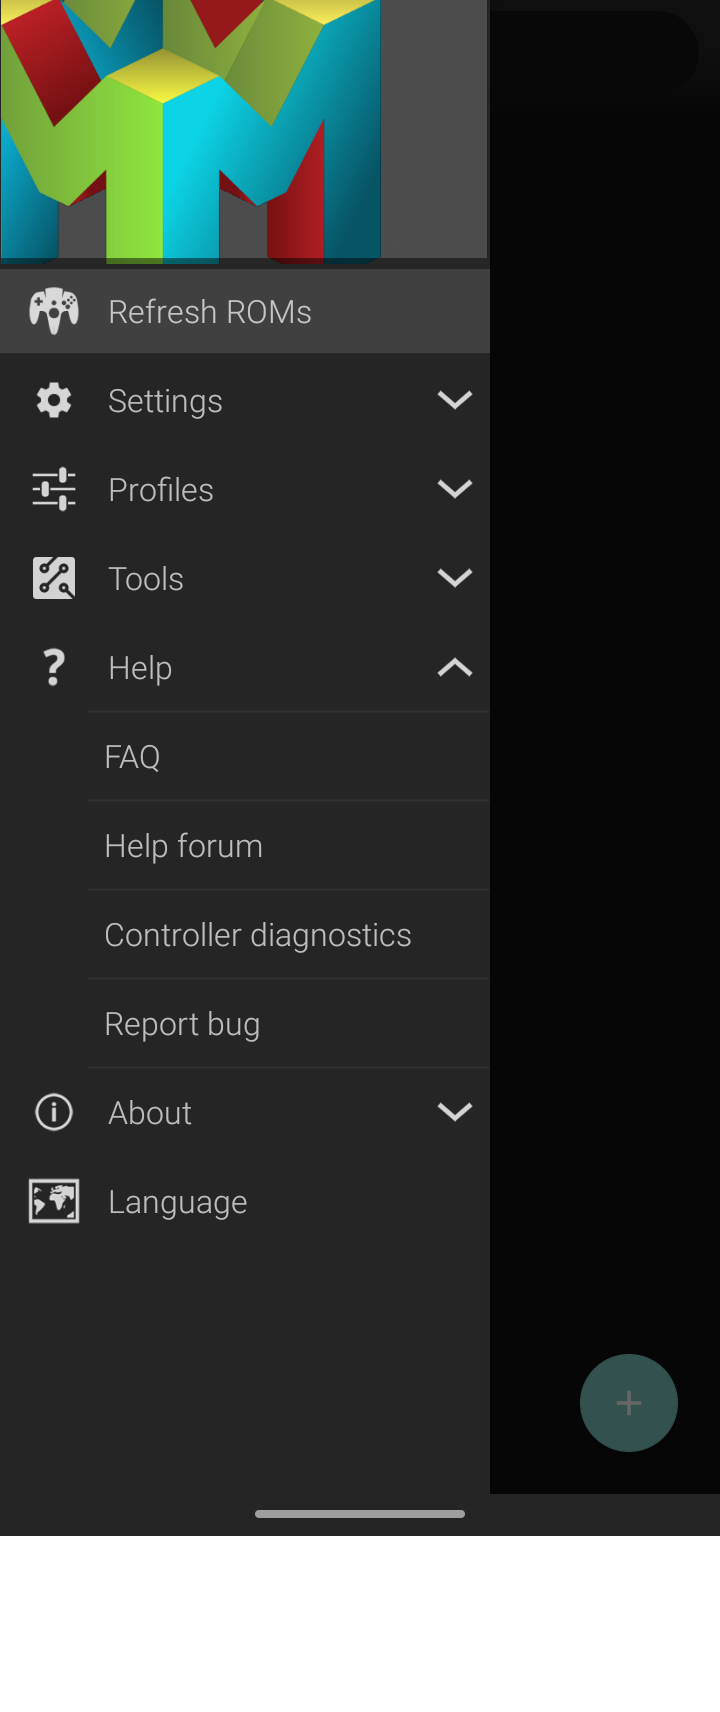 Refresh ROMs
Settings
Profiles
Tools
Help
FAQ
Help forum
Controller diagnostics
Report bug
About
Language